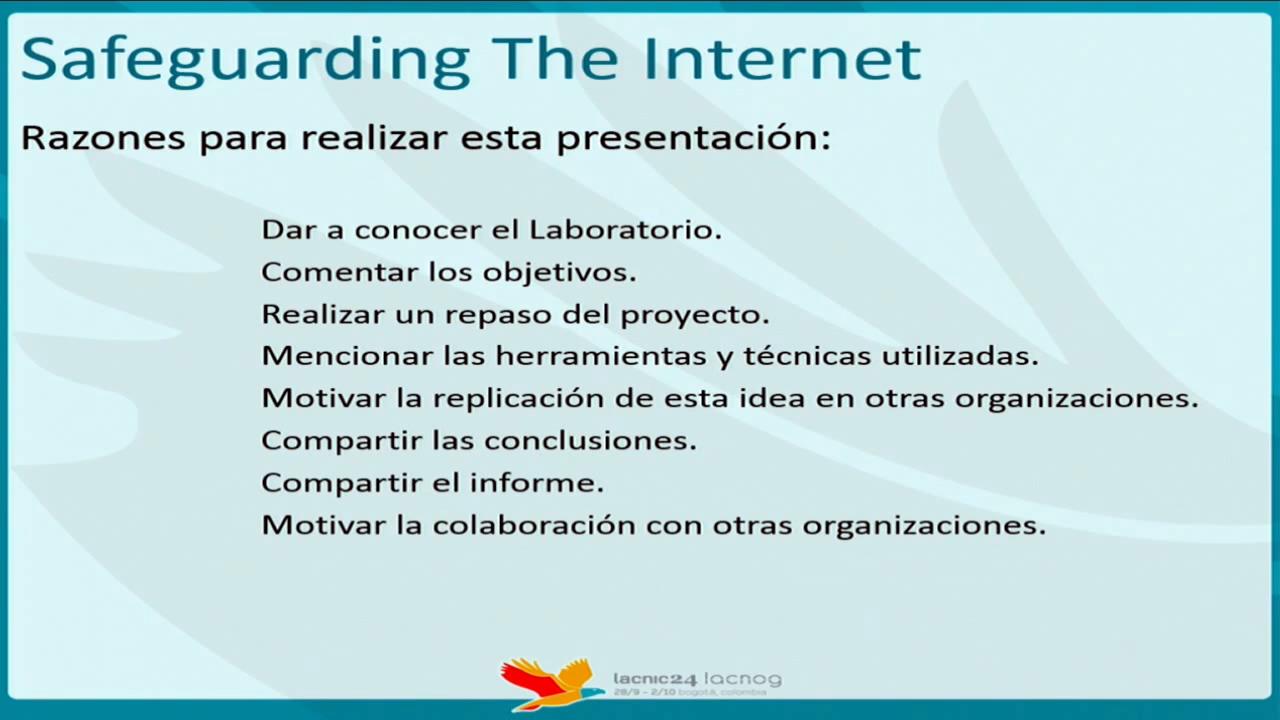 Safeguarding The Internet
Razones para realizar esta presentación:
Dar a conocer el Laboratorio.
Comentar los objetivos.
Realizar un repaso del proyecto.
Mencionar las herramientas y técnicas utilizadas.
Motivar la replicación de esta idea en otras organizaciones.
Compartir las conclusiones.
Compartir el informe.
Motivar la colaboración con otras organizaciones.
lacnic24 lacnog
28/9 - 2/10 bogotá, colombia